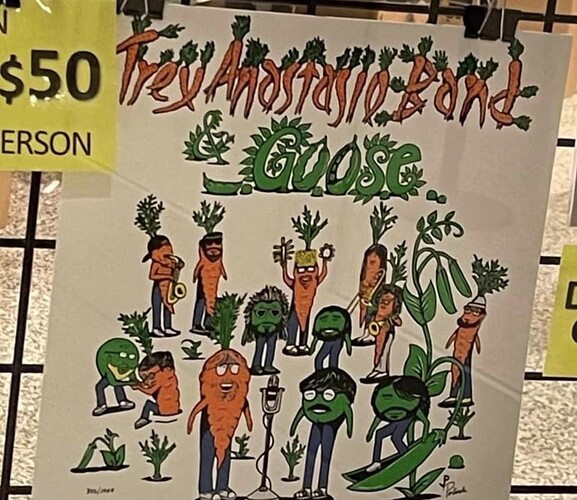 N
$50
ERSON
Trey Anastasio Band
& Goose